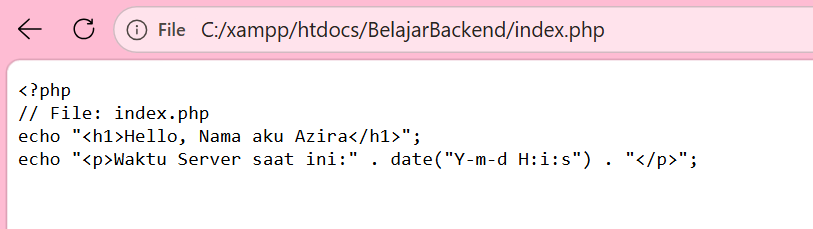 File C:/xampp/htdocs/BelajarBackend/index.php
<?php
// File: index.php
echo "<h1>Hello, Nama aku Azira</h1>";
echo "<p>Waktu Server saat ini:" . date("Y-m-d H:i:s") . "</p>";